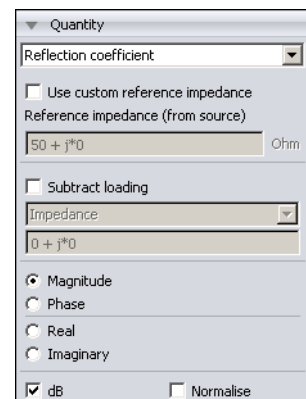 Quantity
Reflection coefficient
Use custom reference impedance
Reference impedance (from source)
50 + j*0 Ohm
Subtract loading
Impedance
0 + j*0
Magnitude
Phase
Real
Imaginary
dB Normalise